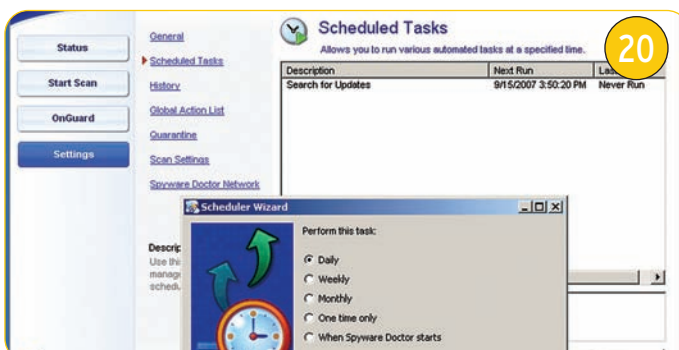 Status
Start Scan
OnGuard
Settings
General
Scheduled Tasks
History
Global Action List
Quarantine
Scan Settings
Spyware Doctor Network
Scheduled Tasks
Allows you to run various automated tasks at a specified time.
20
Description Next Run
Search for Updates 9/15/2007 3:50:20 PM Never Run
Scheduler Wizard
Perform this task:
Daily
Weekly
Monthly
One time only
When Spyware Doctor starts
Use